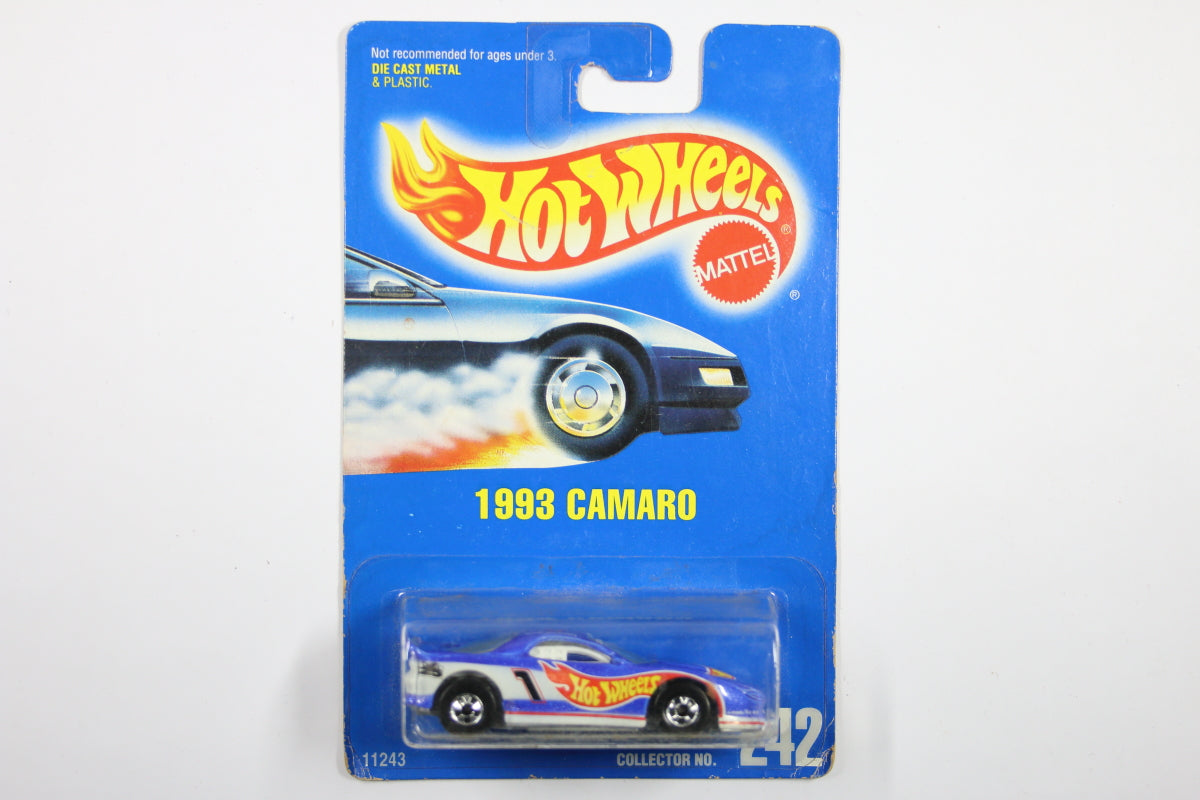 Not recommended for ages under 3.
DIE CAST METAL
& PLASTIC.
HOT WHEELS®
MATTEL
®
1993 CAMARO
1
HOT WHEELS
11243
COLLECTOR NO. 242